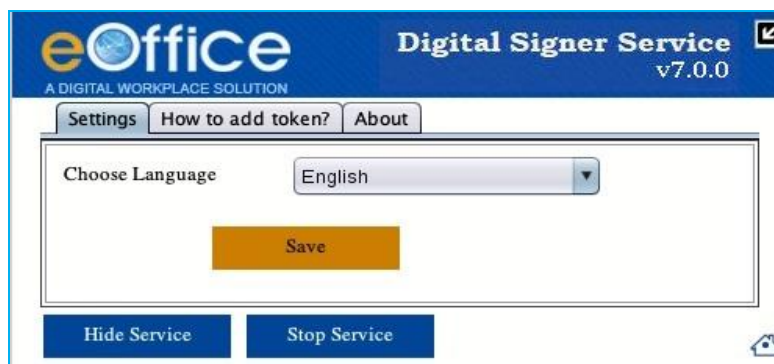 eOffice
A DIGITAL WORKPLACE SOLUTION
Digital Signer Service
v7.0.0
Settings How to add token? About
Choose Language English
Save
Hide Service Stop Service